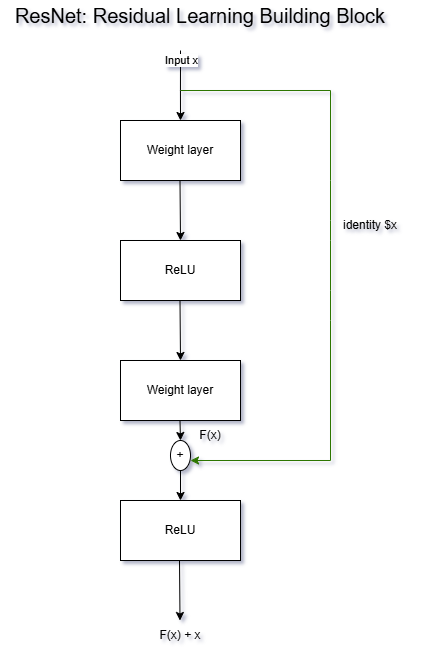 ResNet: Residual Learning Building Block
Input x
Weight layer
identity $x
ReLU
Weight layer
F(x)
+
ReLU
F(x) + x